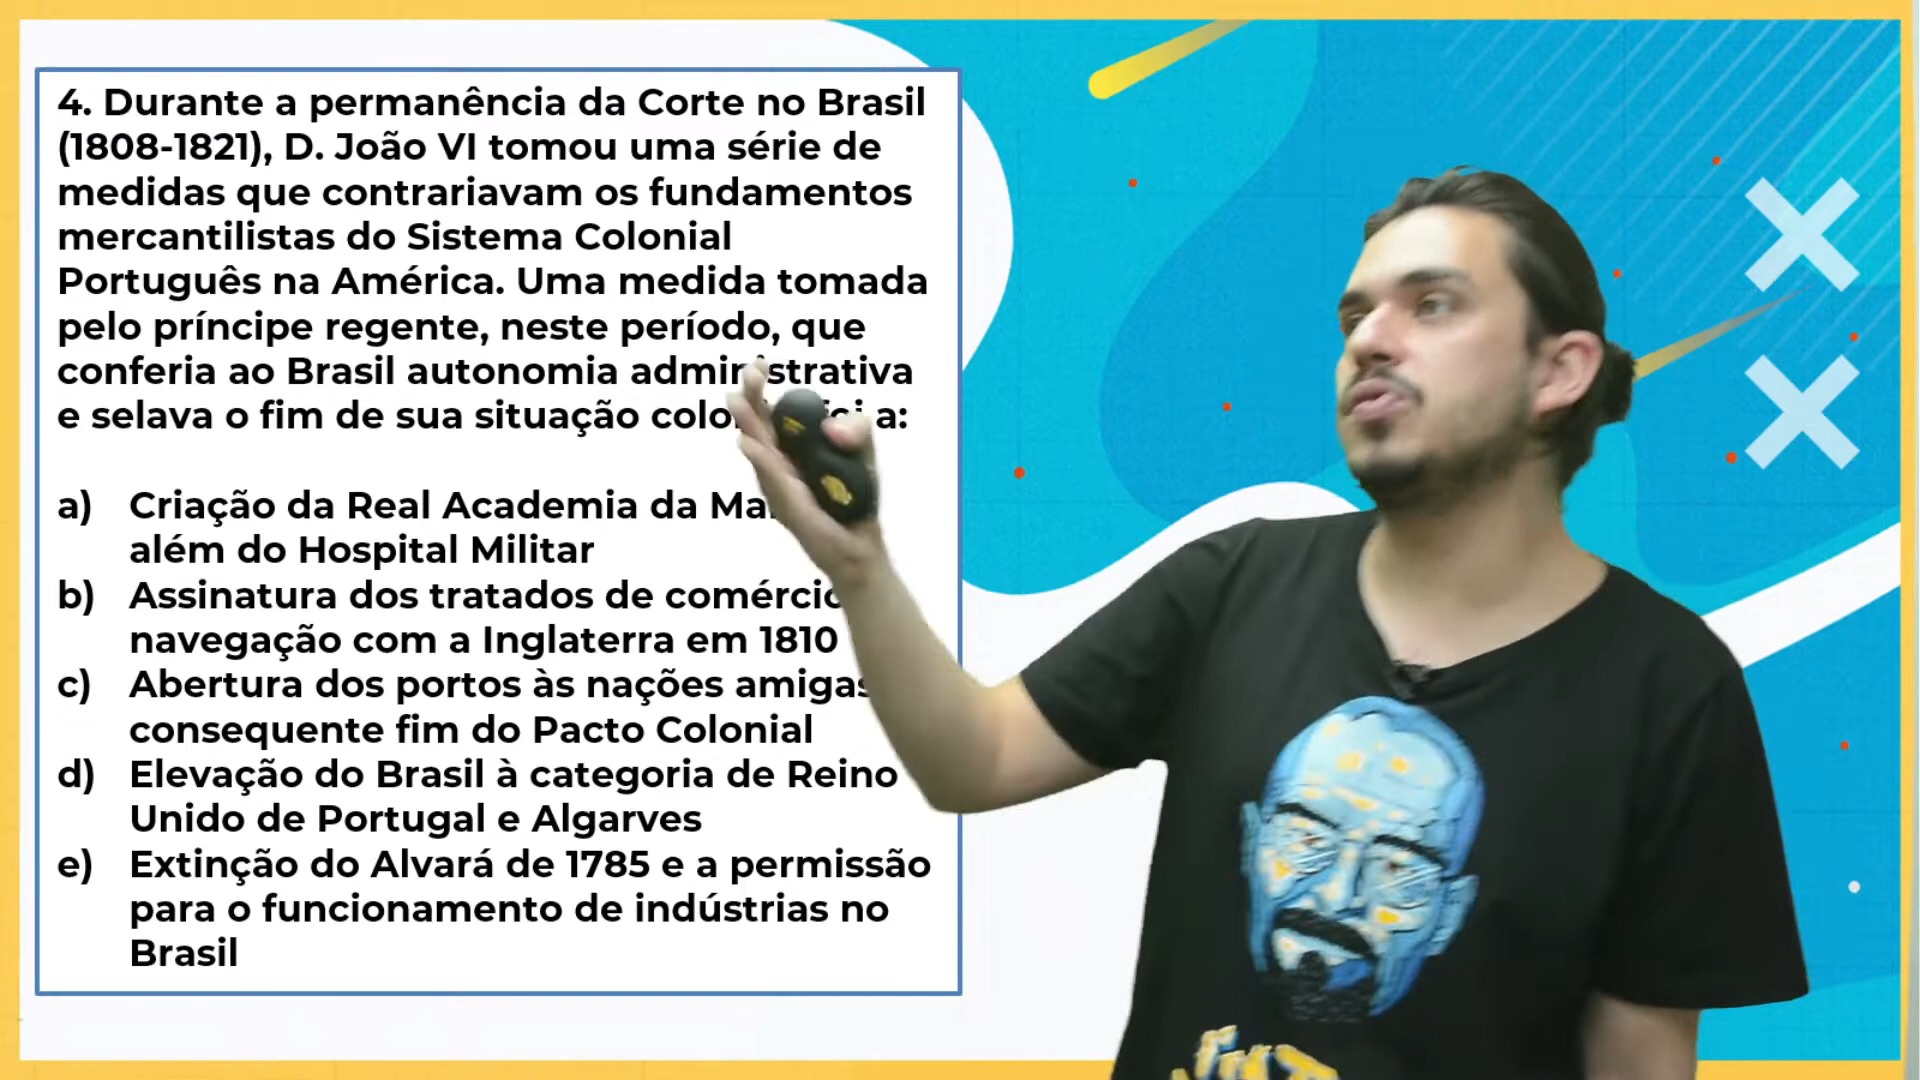 4. Durante a permanência da Corte no Brasil
(1808-1821), D. João VI tomou uma série de
medidas que contrariavam os fundamentos
mercantilistas do Sistema Colonial
Português na América. Uma medida tomada
pelo príncipe regente, neste período, que
conferia ao Brasil autonomia administrativa
e selava o fim de sua situação a:
a) Criação da Real Academia da
além do Hospital Militar
b) Assinatura dos tratados de comércio
navegação com a Inglaterra em 1810
c) Abertura dos portos às nações amigas
consequente fim do Pacto Colonial
d) Elevação do Brasil à categoria de Reino
Unido de Portugal e Algarves
e) Extinção do Alvará de 1785 e a permissão
para o funcionamento de indústrias no
Brasil